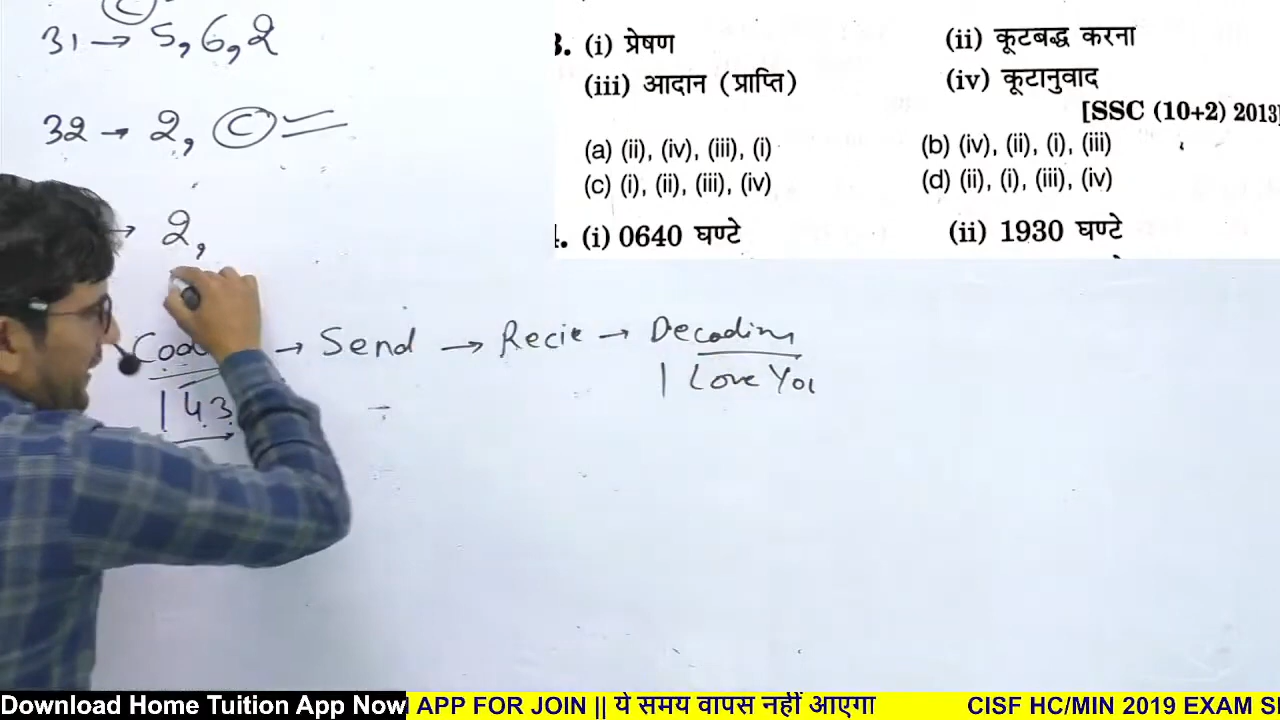 31 → 5, 6, 2
32 → 2, (C)
→ 2,
→ Send → Recie → Decoding
143
I Love You
3. (i) प्रेषण (ii) कूटबद्ध करना
(iii) आदान (प्राप्ति) (iv) कूटानुवाद
[SSC (10+2) 2013]
(a) (ii), (iv), (iii), (i) (b) (iv), (ii), (i), (iii)
(c) (i), (ii), (iii), (iv) (d) (ii), (i), (iii), (iv)
(i) 0640 घण्टे (ii) 1930 घण्टे
Download Home Tuition App Now APP FOR JOIN || ये समय वापस नहीं आएगा CISF HC/MIN 2019 EXAM